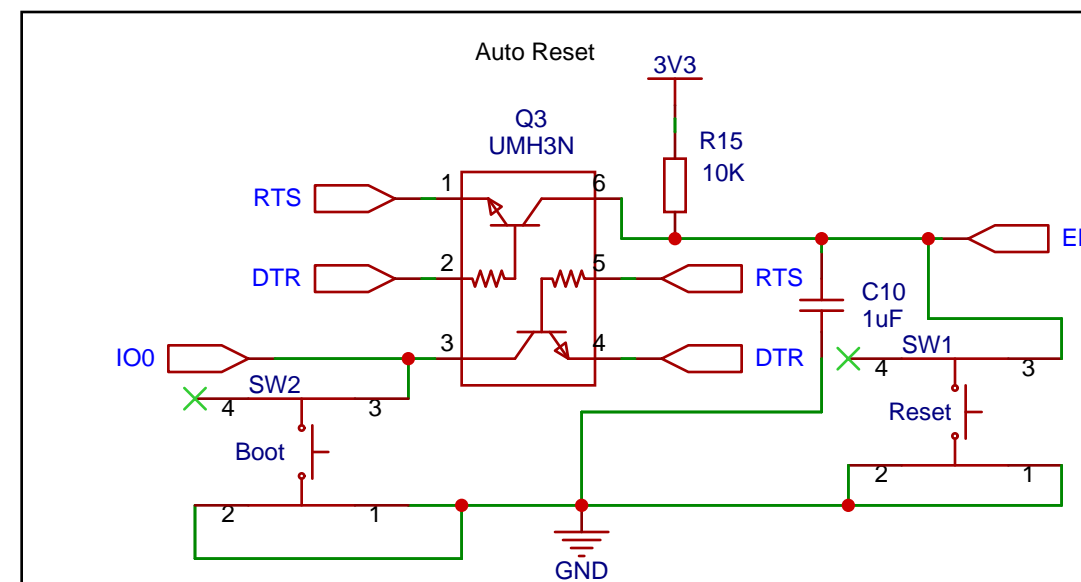 Auto Reset
3V3
Q3
UMH3N
R15
10K
1
6
RTS
DTR
2
5
RTS
C10
1uF
IO0
3
4
DTR
SW1
4
3
SW2
4
3
Reset
Boot
2
1
2
1
GND